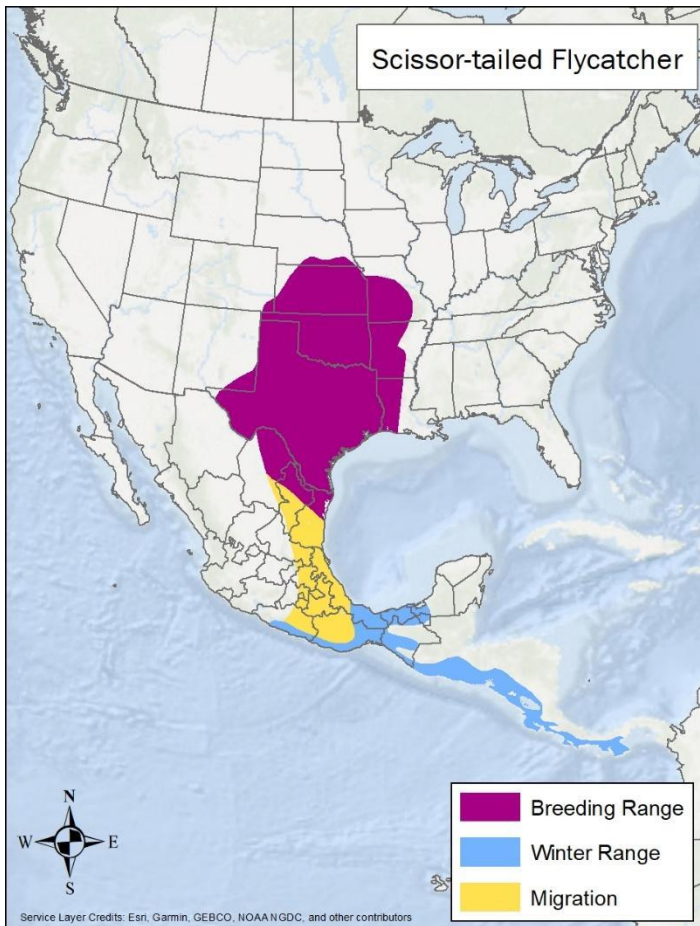 Scissor-tailed Flycatcher
N
W E
S
Breeding Range
Winter Range
Migration
Service Layer Credits: Esri, Garmin, GEBCO, NOAA NGDC, and other contributors